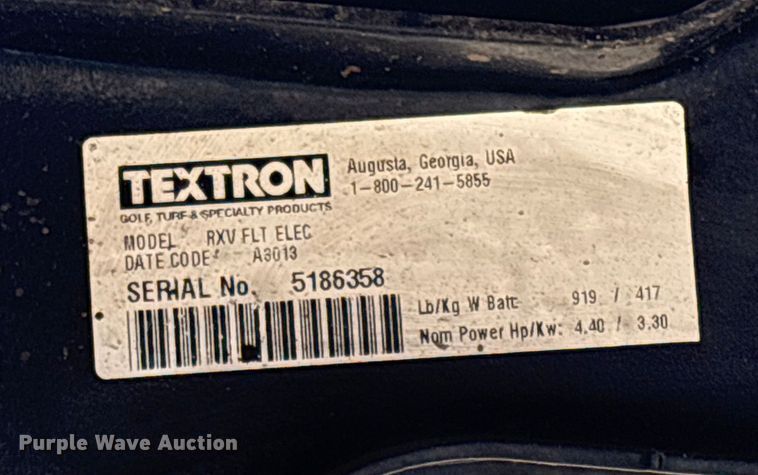 TEXTRON
GOLF, TURF & SPECIALTY PRODUCTS
Augusta, Georgia, USA
1-800-241-5855
MODEL RXV FLT ELEC
DATE CODE A3013
SERIAL No. 5186358
Lb/Kg W Batt: 919 / 417
Nom Power Hp/Kw: 4.40 / 3.30
Purple Wave Auction